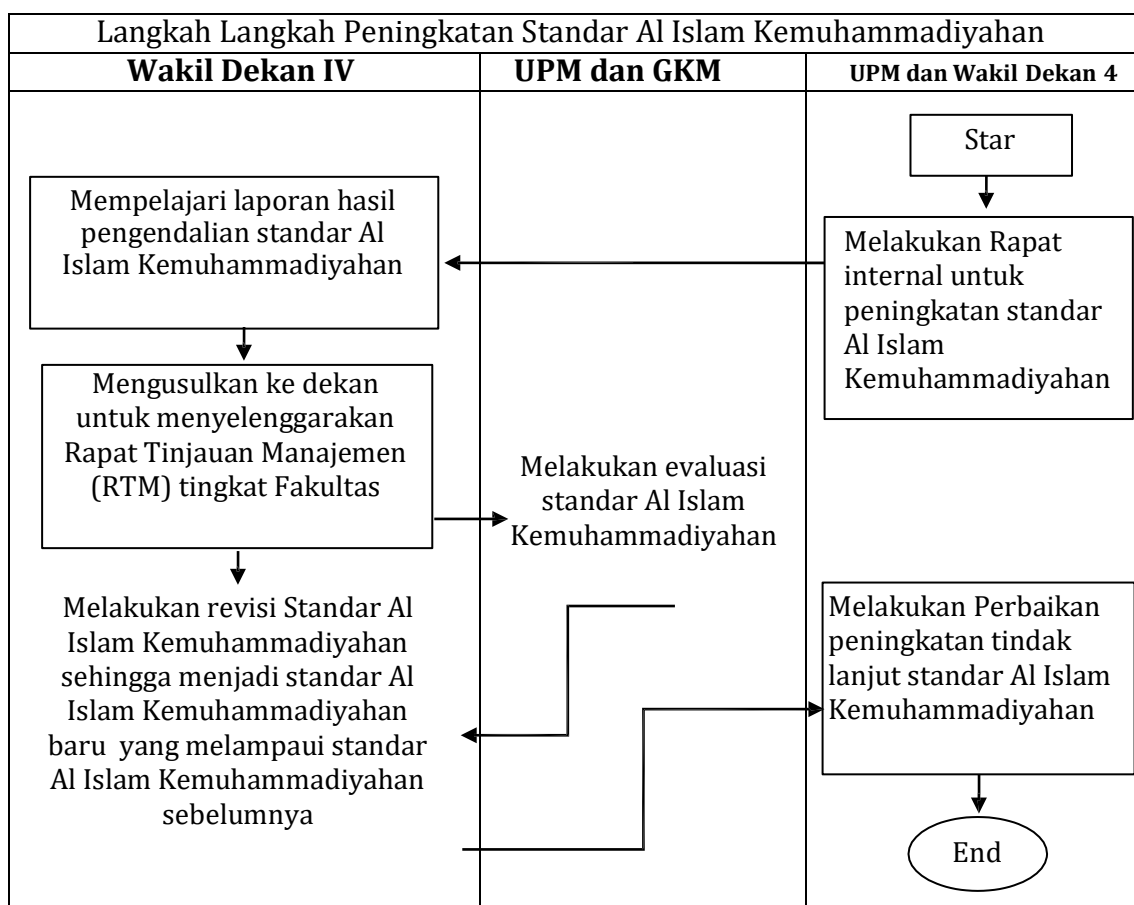 Langkah Langkah Peningkatan Standar Al Islam Kemuhammadiyahan
Wakil Dekan IV
UPM dan GKM
UPM dan Wakil Dekan 4
Star
Melakukan Rapat
internal untuk
peningkatan standar
Al Islam
Kemuhammadiyahan
Mempelajari laporan hasil
pengendalian standar Al
Islam Kemuhammadiyahan
Mengusulkan ke dekan
untuk menyelenggarakan
Rapat Tinjauan Manajemen
(RTM) tingkat Fakultas
Melakukan evaluasi
standar Al Islam
Kemuhammadiyahan
Melakukan revisi Standar Al
Islam Kemuhammadiyahan
sehingga menjadi standar Al
Islam Kemuhammadiyahan
baru yang melampaui standar
Al Islam Kemuhammadiyahan
sebelumnya
Melakukan Perbaikan
peningkatan tindak
lanjut standar Al Islam
Kemuhammadiyahan
End